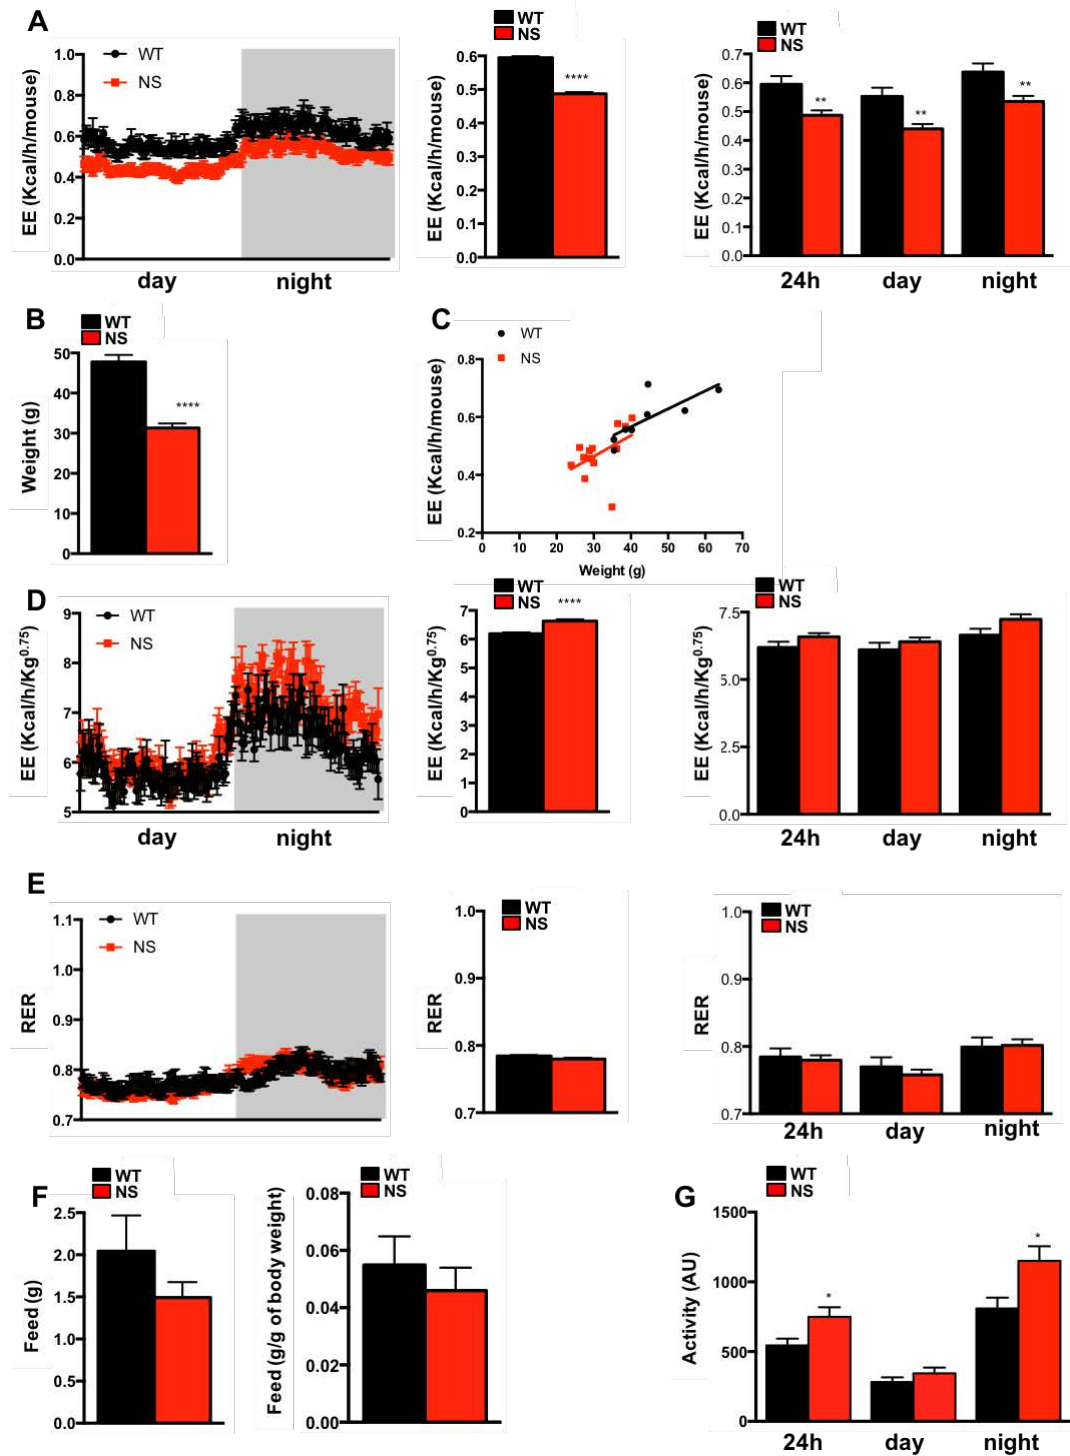 A
WT
NS
EE (Kcal/h/mouse)
1.0
0.8
0.6
0.4
0.2
0.0
day
night
WT
NS
EE (Kcal/h/mouse)
0.6
0.5
0.4
0.3
0.2
0.1
0.0
****
WT
NS
EE (Kcal/h/mouse)
0.7
0.6
0.5
0.4
0.3
0.2
0.1
0.0
**
**
**
24h
day
night
B
WT
NS
Weight (g)
50
40
30
20
10
0
****
C
WT
NS
EE (Kcal/h/mouse)
0.8
0.6
0.4
0.2
0 10 20 30 40 50 60 70
Weight (g)
D
WT
NS
EE (Kcal/h/Kg0.75)
9
8
7
6
5
day
night
WT
NS
EE (Kcal/h/Kg0.75)
7
6
5
4
3
2
1
0
****
WT
NS
EE (Kcal/h/Kg0.75)
7.5
5.0
2.5
0.0
24h
day
night
E
WT
NS
RER
1.1
1.0
0.9
0.8
0.7
WT
NS
RER
1.0
0.9
0.8
0.7
WT
NS
RER
1.0
0.9
0.8
0.7
24h
day
night
F
WT
NS
Feed (g)
2.5
2.0
1.5
1.0
0.5
0.0
WT
NS
Feed (g/g of body weight)
0.08
0.06
0.04
0.02
0.00
G
WT
NS
Activity (AU)
1500
1000
500
0
*
*
24h
day
night